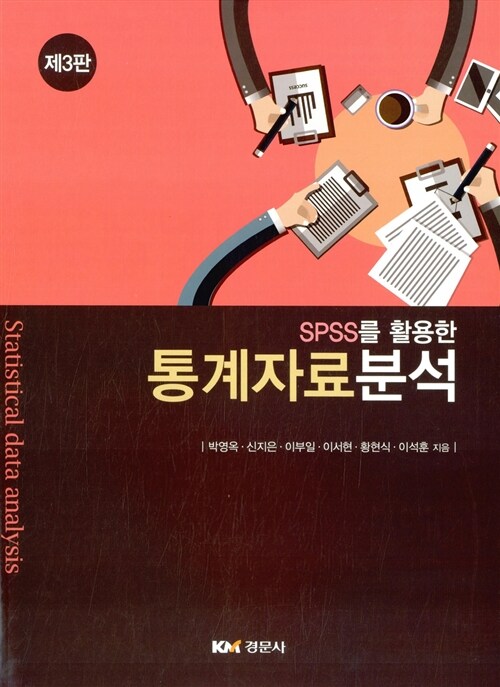 제3판
success
SPSS를 활용한
통계자료분석
| 박영옥 · 신지은 · 이부일 · 이서현 · 황현식 · 이석훈 지음 |
Statistical data analysis
KM 경문사